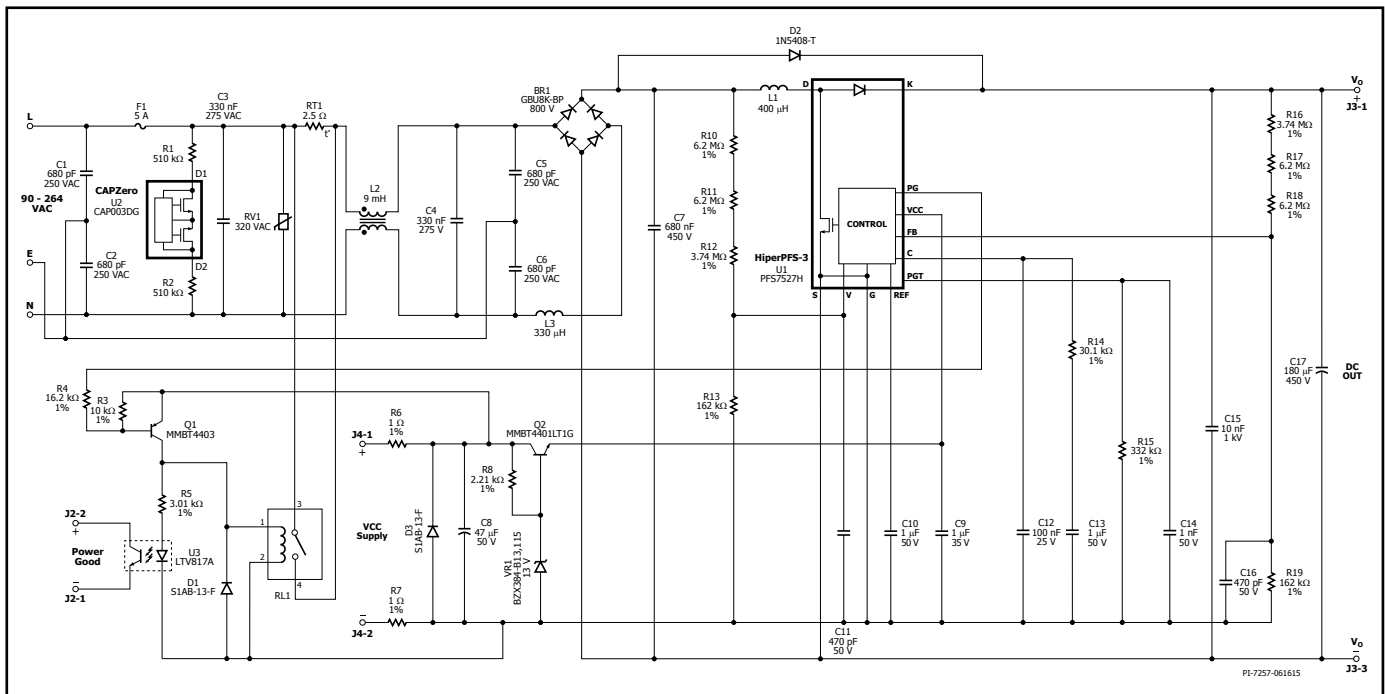 D2
1N5408-T
BR1
GBU8K-BP
800 V
L1
400 µH
D
K
VO
+
J3-1
L
F1
5 A
C3
330 nF
275 VAC
RT1
2.5 Ω
t°
R1
510 kΩ
C1
680 pF
250 VAC
90 - 264
VAC
CAPZero
U2
CAP003DG
D1
D2
RV1
320 VAC
C2
680 pF
250 VAC
R2
510 kΩ
E
N
L2
9 mH
C4
330 nF
275 V
C5
680 pF
250 VAC
C6
680 pF
250 VAC
L3
330 µH
C7
680 nF
450 V
R10
6.2 MΩ
1%
R11
6.2 MΩ
1%
R12
3.74 MΩ
1%
HiperPFS-3
U1
PFS7527H
CONTROL
PG
VCC
FB
C
PGT
S
V
G
REF
R16
3.74 MΩ
1%
R17
6.2 MΩ
1%
R18
6.2 MΩ
1%
R4
16.2 kΩ
1%
R3
10 kΩ
1%
Q1
MMBT4403
R5
3.01 kΩ
1%
J2-2
+
Power
Good
J2-1
U3
LTV817A
D1
S1AB-13-F
1
2
3
4
RL1
J4-1
+
R6
1 Ω
1%
VCC
Supply
D3
S1AB-13-F
C8
47 µF
50 V
R8
2.21 kΩ
1%
Q2
MMBT4401LT1G
VR1
BZX384-B13,115
13 V
J4-2
R7
1 Ω
1%
R13
162 kΩ
1%
C11
470 pF
50 V
C10
1 µF
50 V
C9
1 µF
35 V
C12
100 nF
25 V
R14
30.1 kΩ
1%
C13
1 µF
50 V
R15
332 kΩ
1%
C14
1 nF
50 V
C15
10 nF
1 kV
C16
470 pF
50 V
R19
162 kΩ
1%
C17
180 µF
450 V
DC
OUT
VO
J3-3
PI-7257-061615